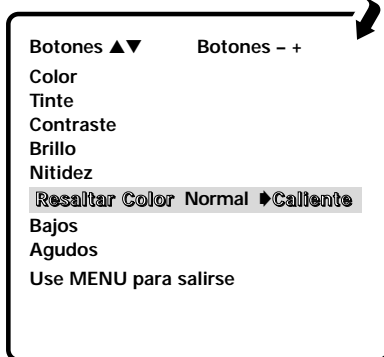 Botones ▲▼ Botones – +
Color
Tinte
Contraste
Brillo
Nitidez
Resaltar Color Normal ➧Caliente
Bajos
Agudos
Use MENU para salirse